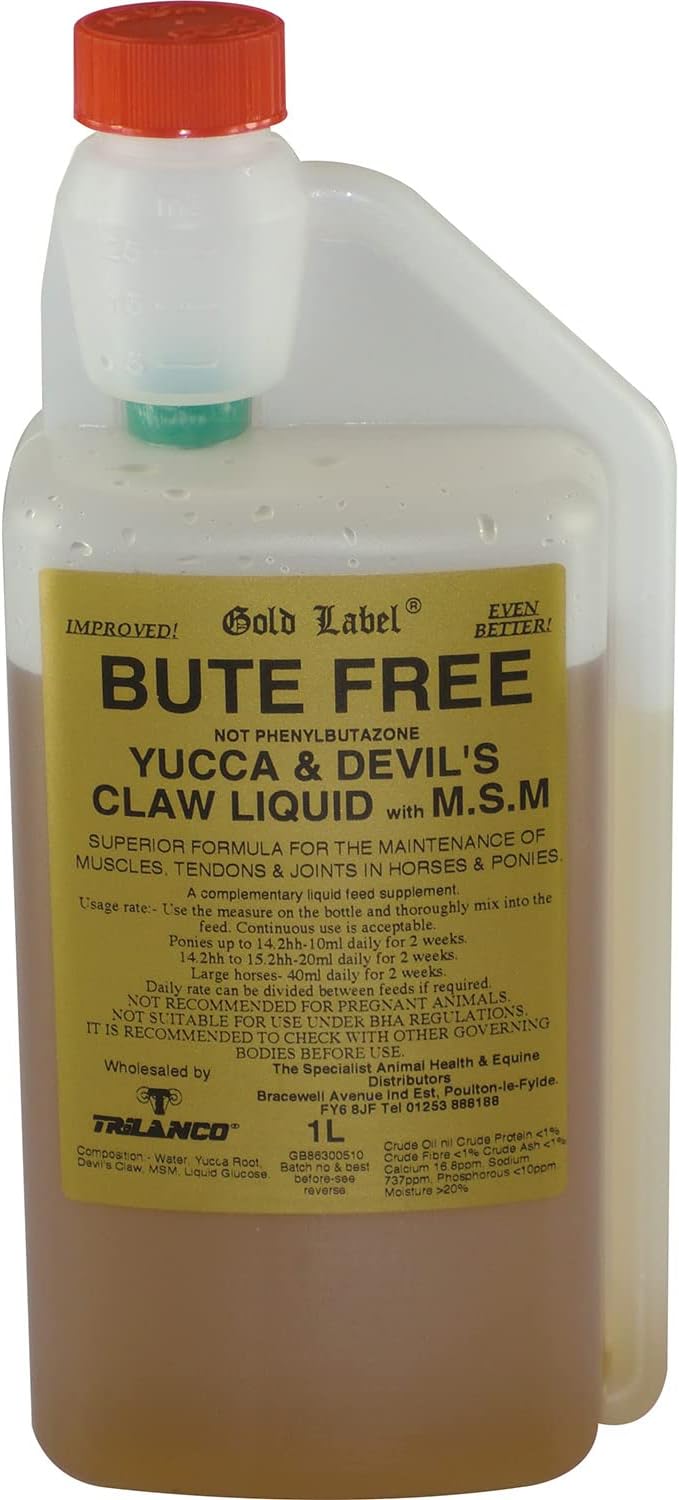 IMPROVED!
Gold Label®
EVEN
BETTER!
BUTE FREE
NOT PHENYLBUTAZONE
YUCCA & DEVIL'S
CLAW LIQUID with M.S.M
SUPERIOR FORMULA FOR THE MAINTENANCE OF
MUSCLES, TENDONS & JOINTS IN HORSES & PONIES.
A complementary liquid feed supplement.
Usage rate:- Use the measure on the bottle and thoroughly mix into the
feed. Continuous use is acceptable.
Ponies up to 14.2hh-10ml daily for 2 weeks.
14.2hh to 15.2hh-20ml daily for 2 weeks.
Large horses- 40ml daily for 2 weeks.
Daily rate can be divided between feeds if required.
NOT RECOMMENDED FOR PREGNANT ANIMALS.
NOT SUITABLE FOR USE UNDER BHA REGULATIONS.
IT IS RECOMMENDED TO CHECK WITH OTHER GOVERNING
BODIES BEFORE USE.
Wholesaled by
TRILANCO®
The Specialist Animal Health & Equine
Distributors
Bracewell Avenue Ind Est, Poulton-le-Fylde.
FY6 8JF Tel 01253 888188
1L
Composition - Water, Yucca Root,
Devil's Claw, MSM, Liquid Glucose.
GB86300510
Batch no & best
before-see
reverse
Crude Oil nil Crude Protein <1%
Crude Fibre <1% Crude Ash <1%
Calcium 16.8ppm, Sodium
737ppm, Phosphorous <10ppm
Moisture >20%